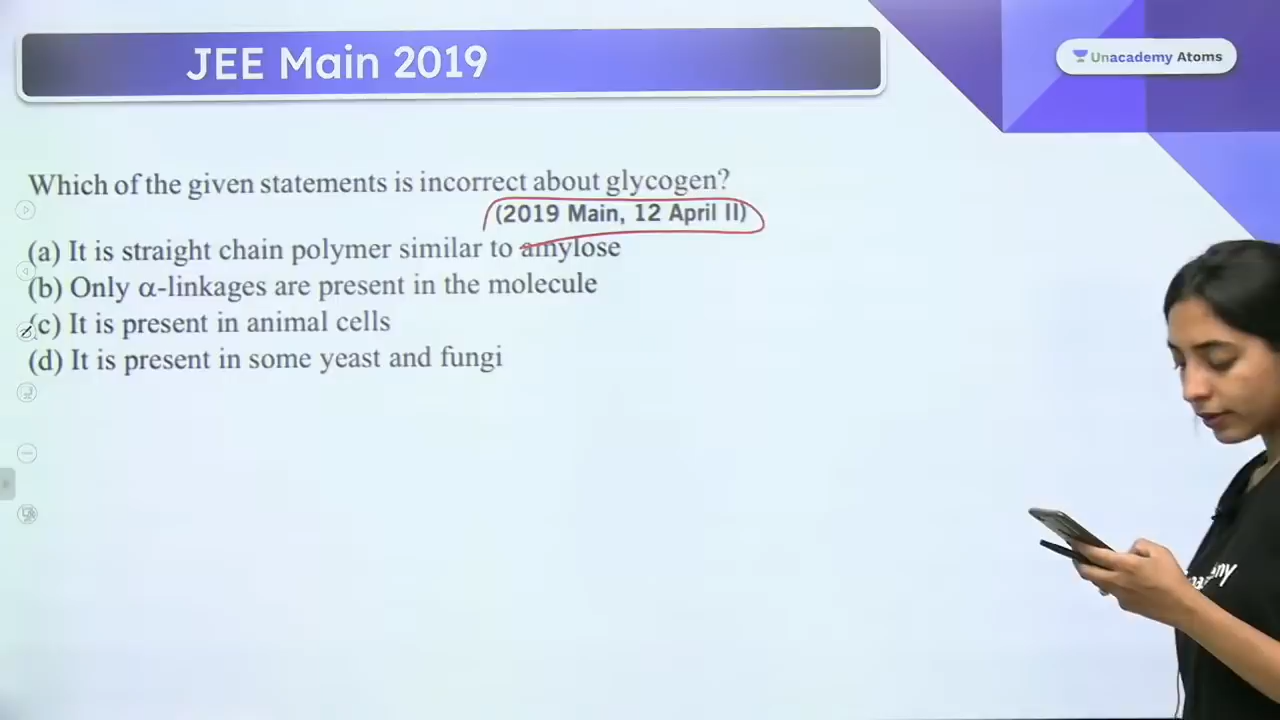 JEE Main 2019
Unacademy Atoms
Which of the given statements is incorrect about glycogen?
(2019 Main, 12 April II)
(a) It is straight chain polymer similar to amylose
(b) Only α-linkages are present in the molecule
(c) It is present in animal cells
(d) It is present in some yeast and fungi